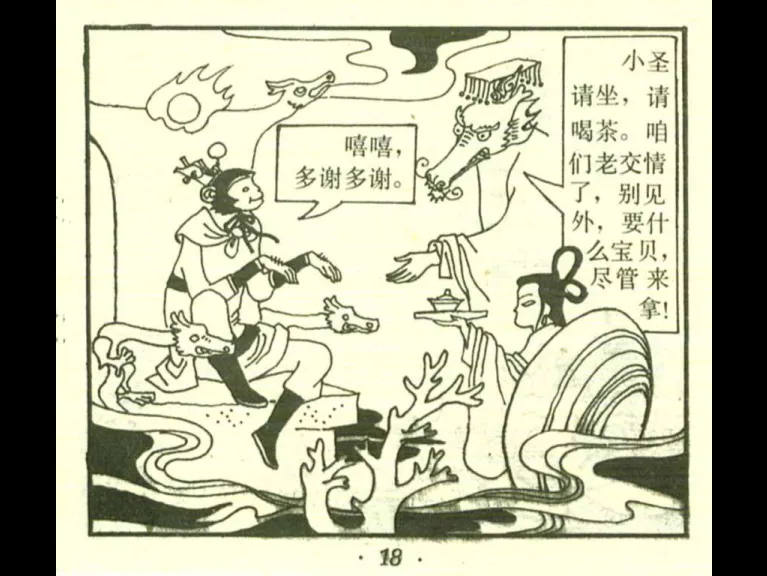 嘻嘻，
多谢多谢。
小圣
请坐，请
喝茶。咱
们老交情
了，别见
外，要什
么宝贝，
尽管来
拿！
· 18 ·